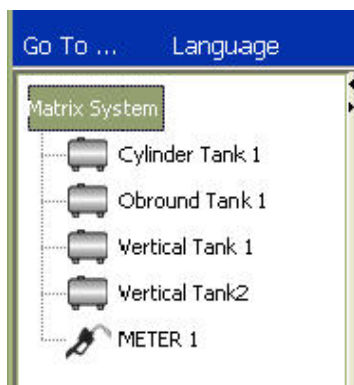 Go To ... Language
Matrix System
Cylinder Tank 1
Obround Tank 1
Vertical Tank 1
Vertical Tank2
METER 1